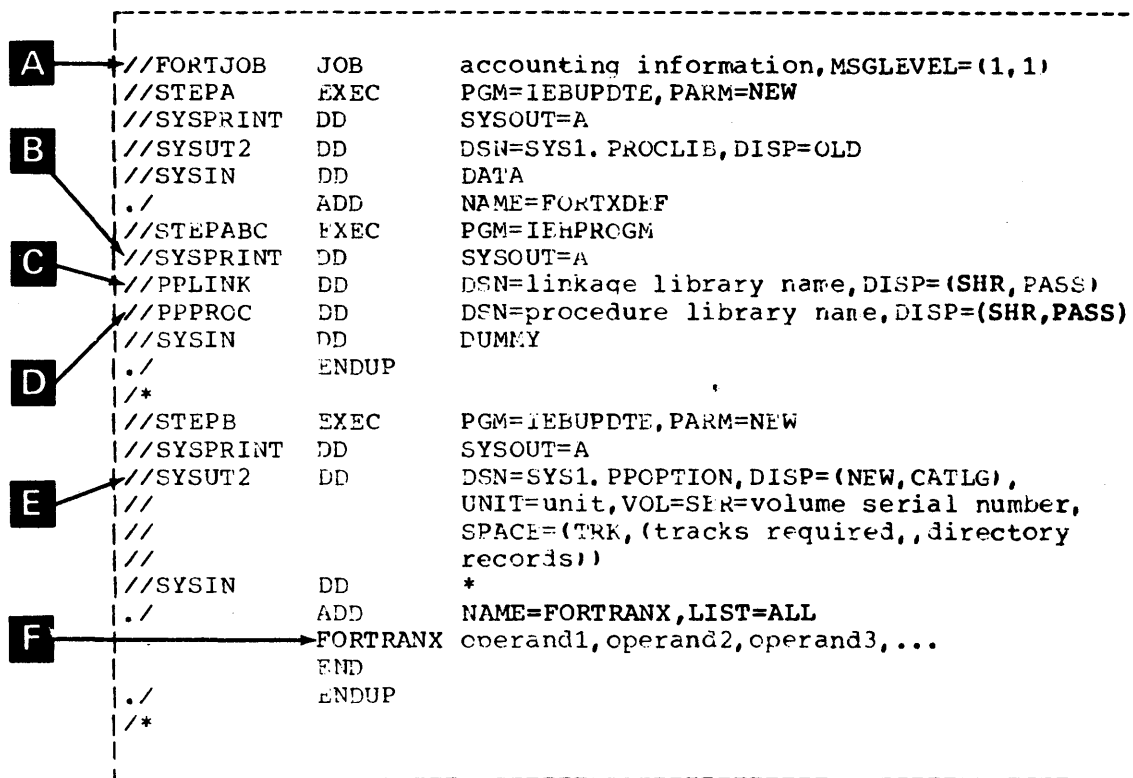 A //FORTJOB JOB accounting information,MSGLEVEL=(1,1)
//STEPA EXEC PGM=IEBUPDTE,PARM=NEW
//SYSPRINT DD SYSOUT=A
B //SYSUT2 DD DSN=SYS1.PROCLIB,DISP=OLD
//SYSIN DD DATA
./ ADD NAME=FORTXDEF
//STEPABC EXEC PGM=IEHPROGM
C //SYSPRINT DD SYSOUT=A
//PPLINK DD DSN=linkage library name,DISP=(SHR,PASS)
//PPPROC DD DSN=procedure library name,DISP=(SHR,PASS)
//SYSIN DD DUMMY
D ./ ENDUP
/*
//STEPB EXEC PGM=IEBUPDTE,PARM=NEW
//SYSPRINT DD SYSOUT=A
//SYSUT2 DD DSN=SYS1.PPOPTION,DISP=(NEW,CATLG),
E // UNIT=unit,VOL=SER=volume serial number,
// SPACE=(TRK,(tracks required,,directory
// records))
//SYSIN DD *
./ ADD NAME=FORTRANX,LIST=ALL
F FORTRANX operand1,operand2,operand3,...
END
./ ENDUP
/*